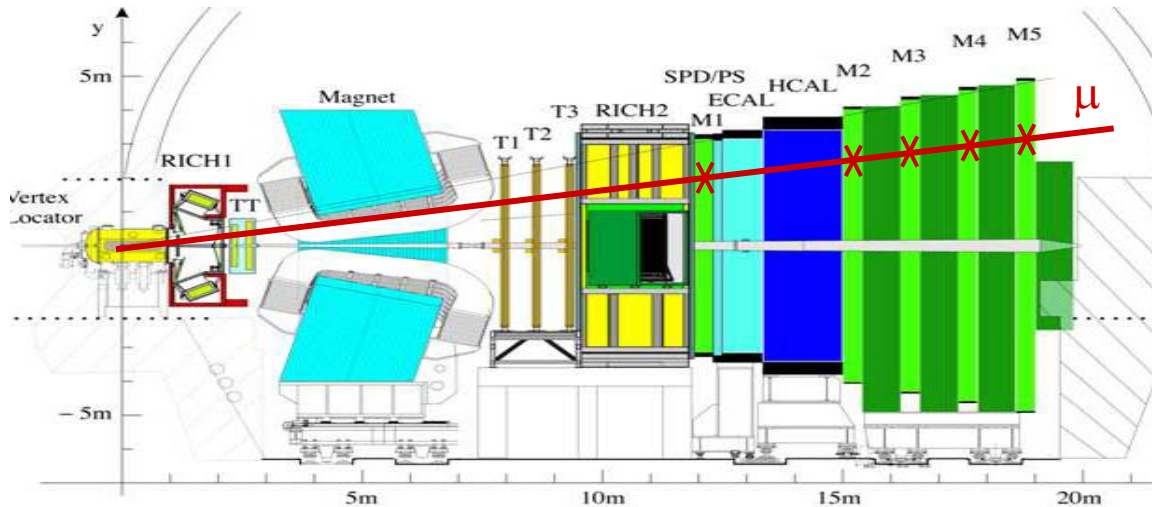 y
5m
Magnet
RICH1
Vertex
Locator
TT
T1
T2
T3
RICH2
SPD/PS
M1
ECAL
HCAL
M2
M3
M4
M5
μ
− 5m
5m
10m
15m
20m